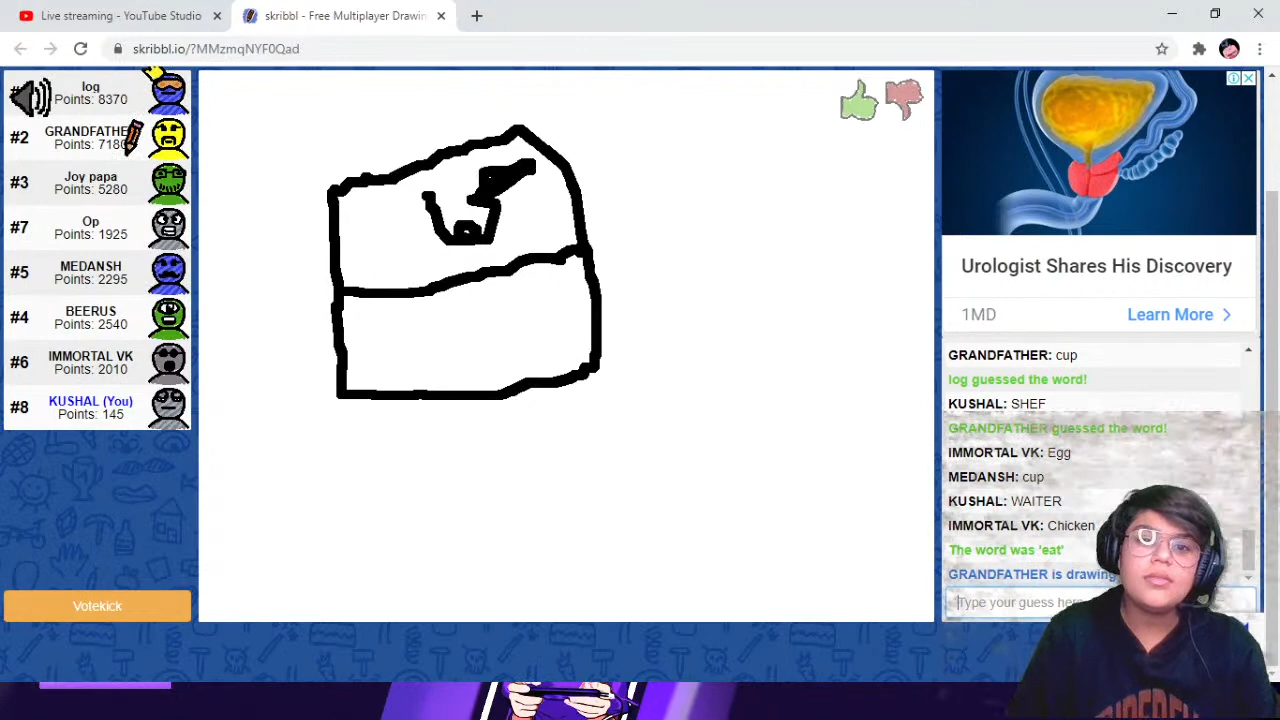 Live streaming - YouTube Studio
skribbl - Free Multiplayer Drawin
skribbl.io/?MMzmqNYF0Qad
log
Points: 8370
#2 GRANDFATHE
Points: 7180
#3 Joy papa
Points: 5280
#7 Op
Points: 1925
#5 MEDANSH
Points: 2295
#4 BEERUS
Points: 2540
#6 IMMORTAL VK
Points: 2010
#8 KUSHAL (You)
Points: 145
Votekick
Urologist Shares His Discovery
1MD
Learn More
GRANDFATHER: cup
log guessed the word!
KUSHAL: SHEF
GRANDFATHER guessed the word!
IMMORTAL VK: Egg
MEDANSH: cup
KUSHAL: WAITER
IMMORTAL VK: Chicken
The word was 'eat'
GRANDFATHER is drawing
Type your guess here